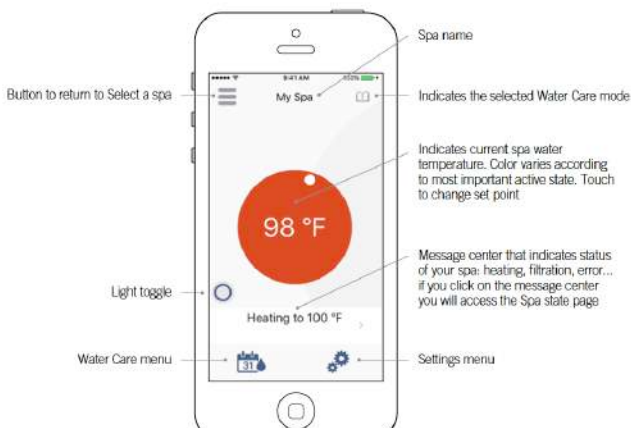 Spa name
9:41 AM 100%
Button to return to Select a spa
My Spa
Indicates the selected Water Care mode
Indicates current spa water
temperature. Color varies according
to most important active state. Touch
to change set point
98 °F
Message center that indicates status
of your spa: heating, filtration, error...
if you click on the message center
you will access the Spa state page
Light toggle
Heating to 100 °F
Water Care menu
31
Settings menu